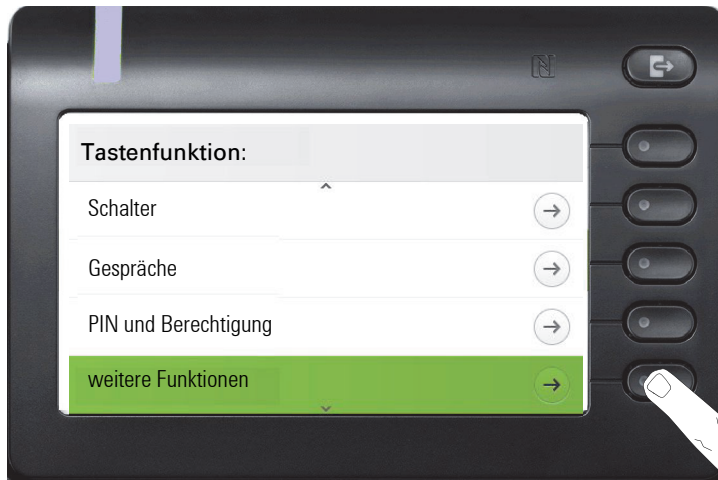 Tastenfunktion:
Schalter
Gespräche
PIN und Berechtigung
weitere Funktionen